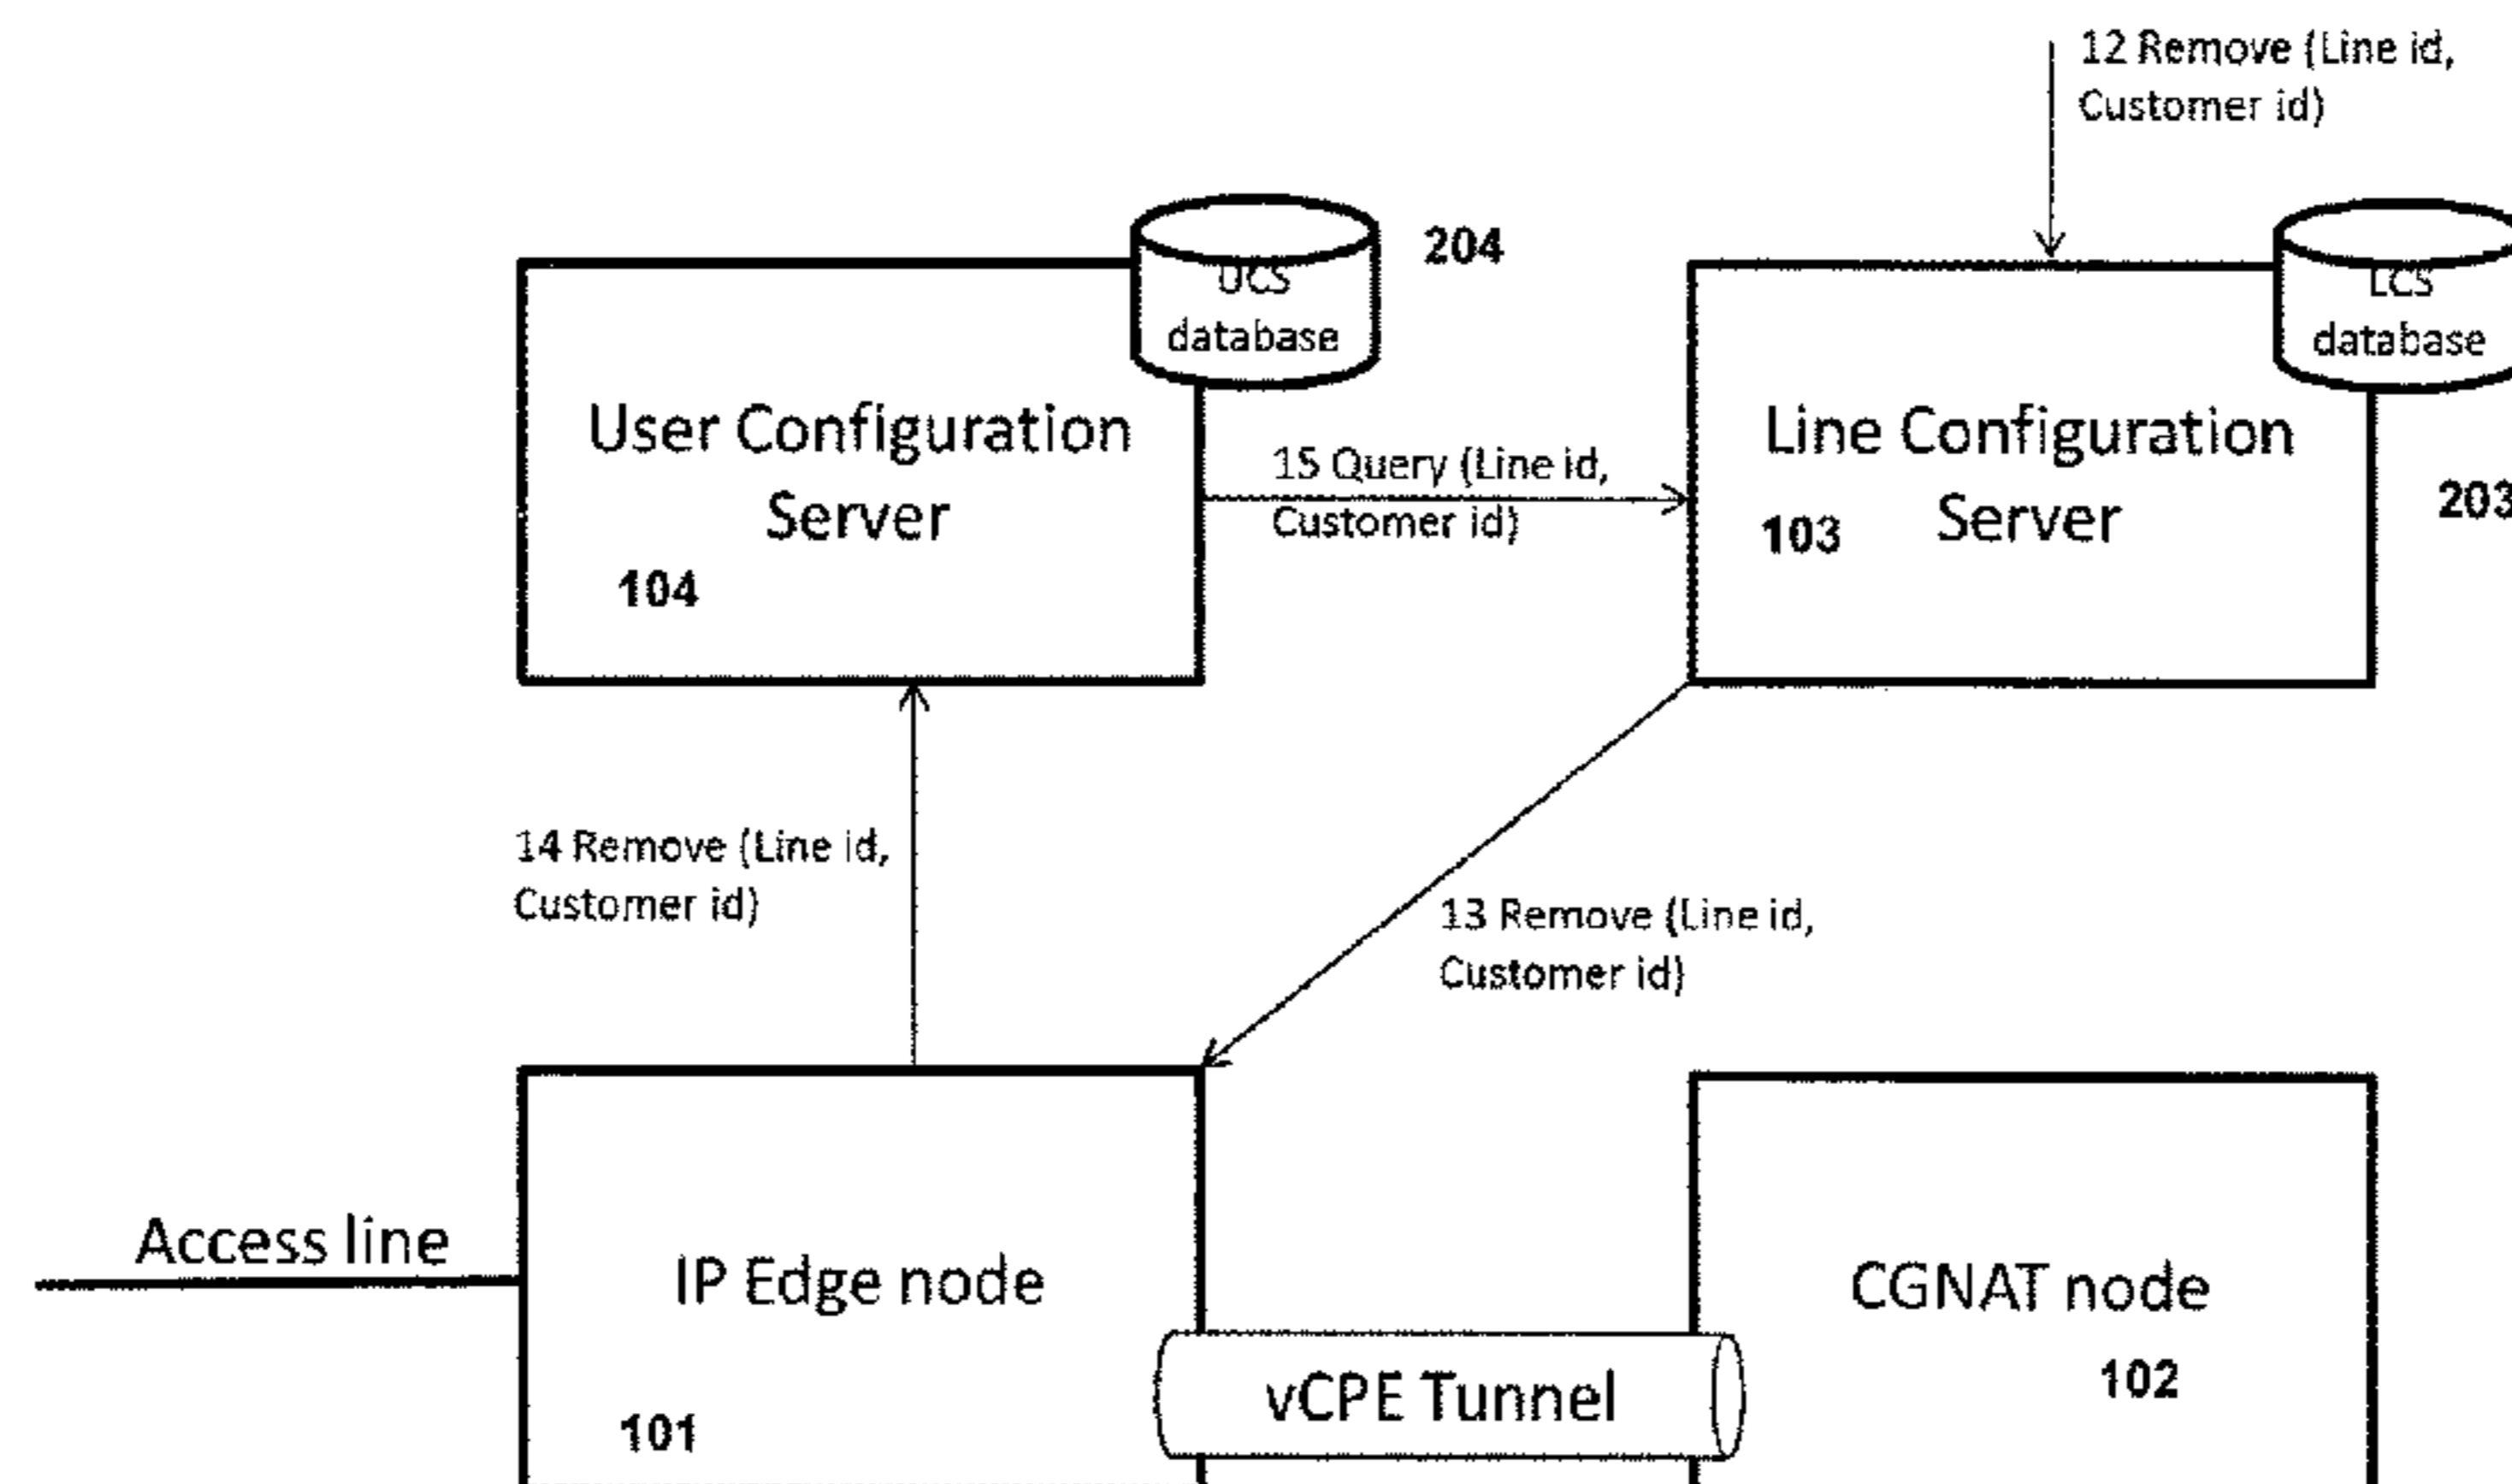 12 Remove (Line id,
Customer id)
204
UCS
database
LCS
database
User Configuration
Server
104
15 Query (Line id,
Customer id)
Line Configuration
Server
103
203
14 Remove (Line id,
Customer id)
13 Remove (Line id,
Customer id)
Access line
IP Edge node
101
CGNAT node
102
vCPE Tunnel